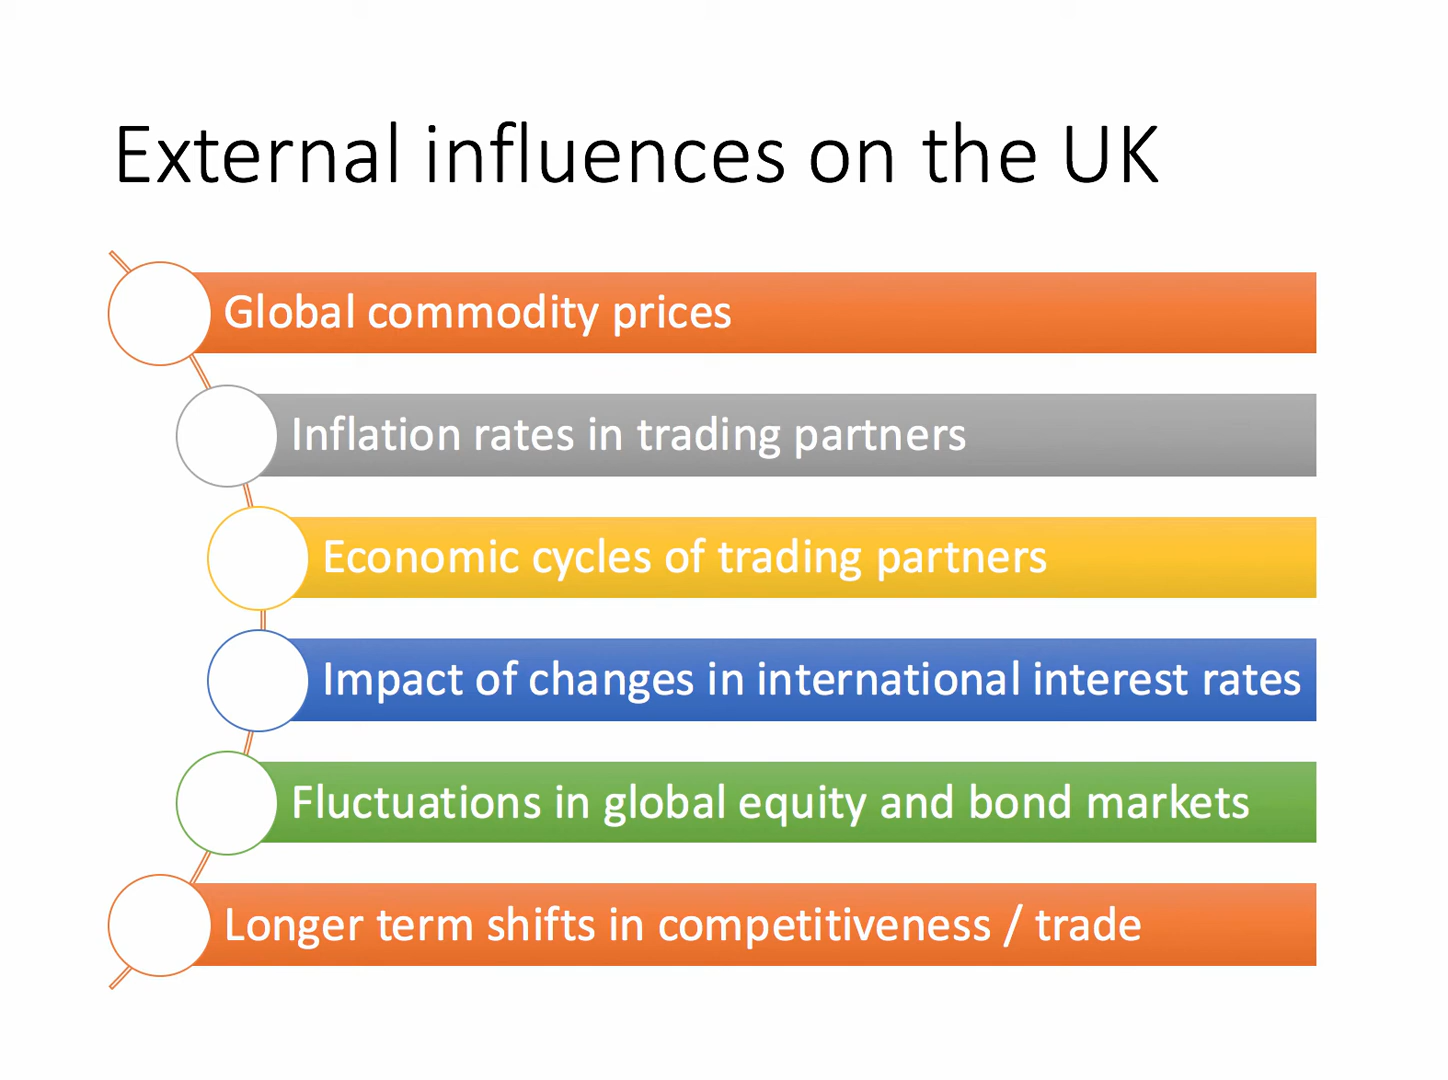 External influences on the UK
Global commodity prices
Inflation rates in trading partners
Economic cycles of trading partners
Impact of changes in international interest rates
Fluctuations in global equity and bond markets
Longer term shifts in competitiveness / trade